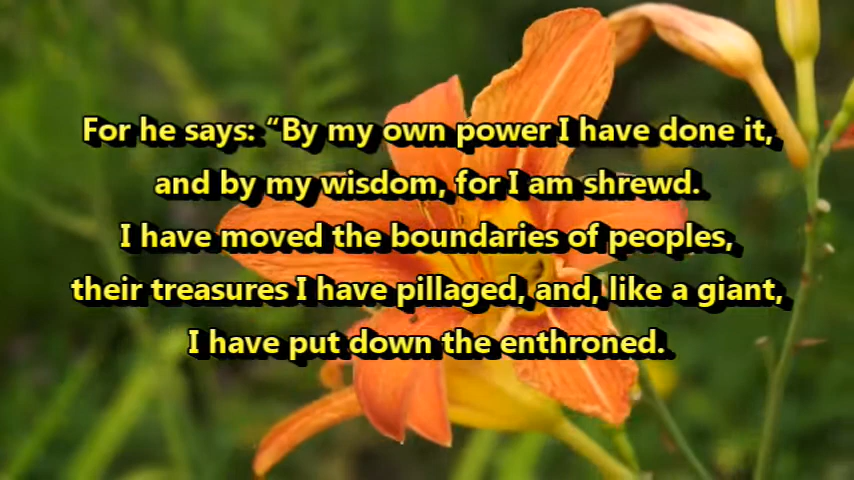 For he says: “By my own power I have done it,
and by my wisdom, for I am shrewd.
I have moved the boundaries of peoples,
their treasures I have pillaged, and, like a giant,
I have put down the enthroned.